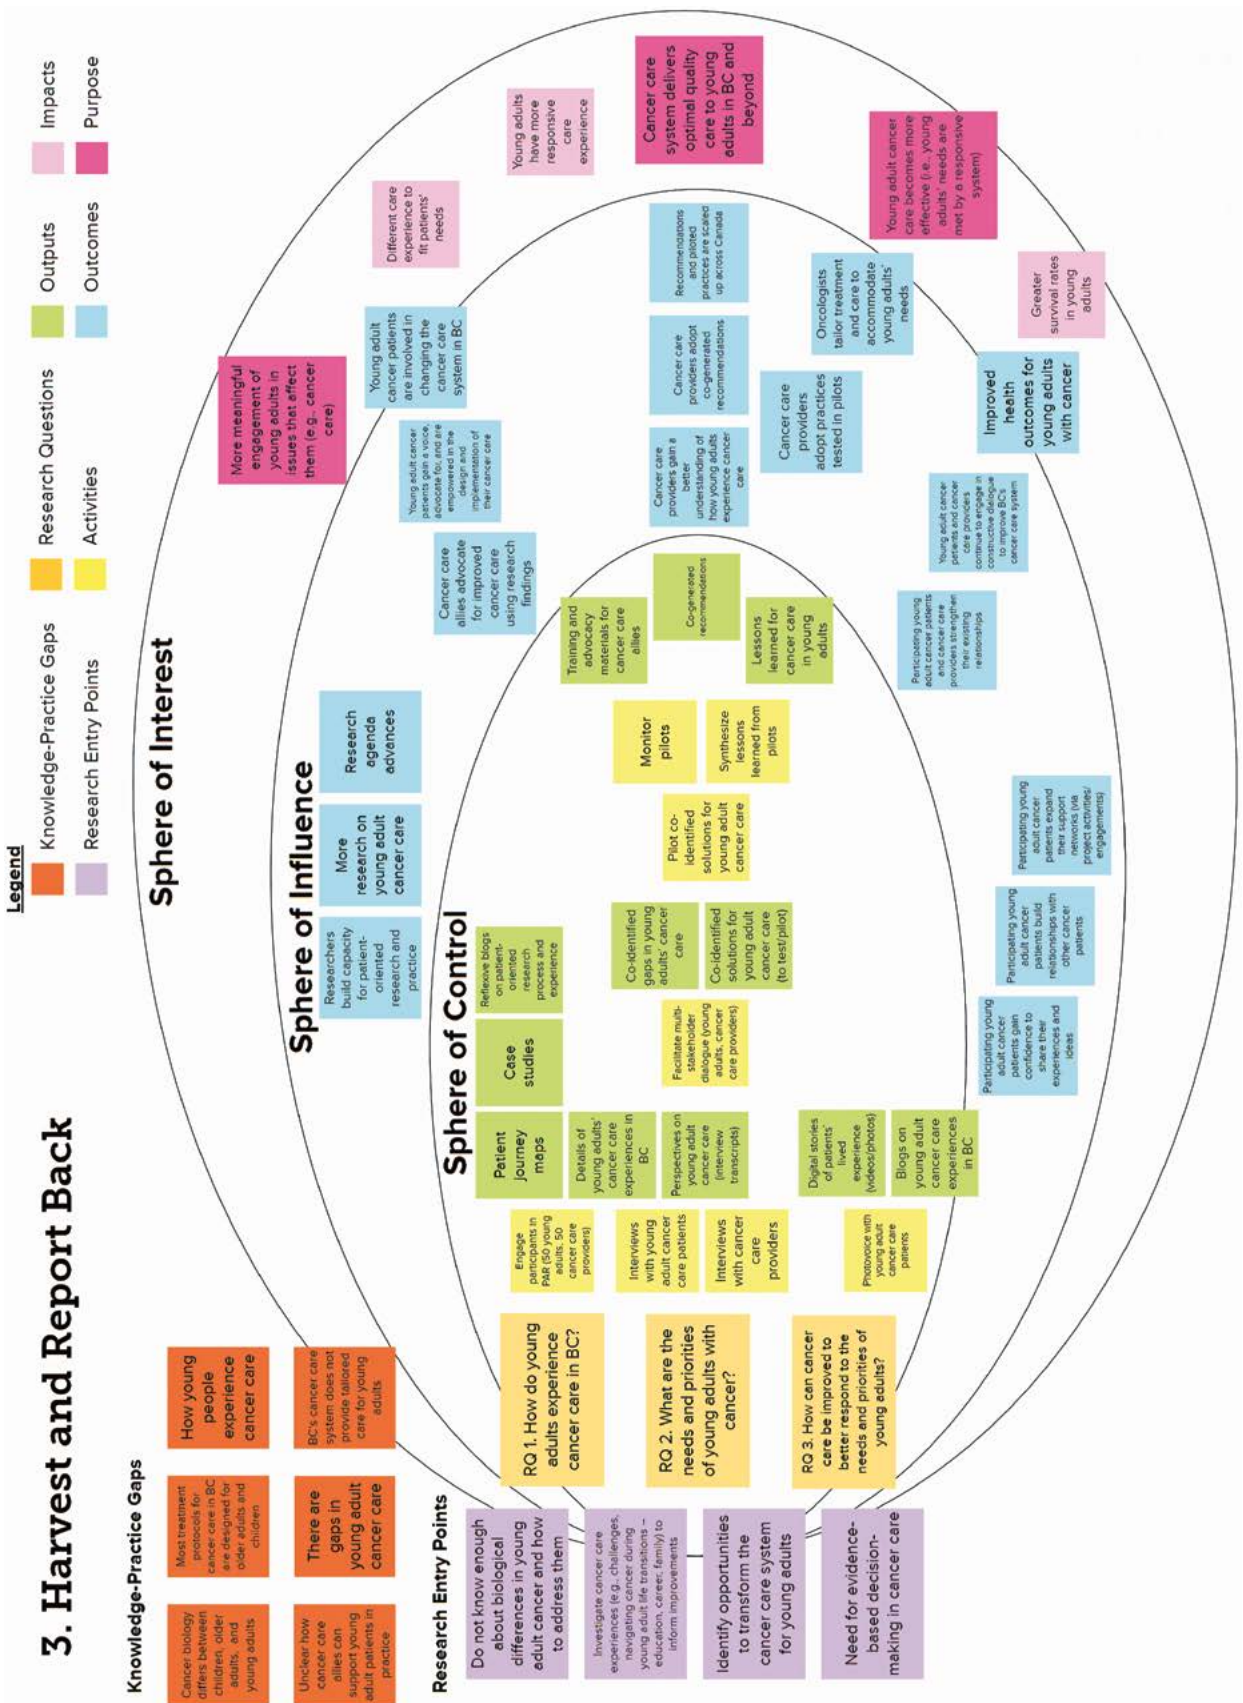 3. Harvest and Report Back
Legend
Knowledge-Practice Gaps
Research Questions
Outputs
Impacts
Research Entry Points
Activities
Outcomes
Purpose
Knowledge-Practice Gaps
Cancer biology
differs between
children, older
adults, and
young adults
Most treatment
protocols for
cancer care in BC
are designed for
older adults and
children
How young
people
experience
cancer care
Unclear how
cancer care
allies can
support young
adult patients in
practice
There are
gaps in
young adult
cancer care
BC's cancer care
system does not
provide tailored
care for young
adults
Research Entry Points
Do not know enough
about biological
differences in young
adult cancer and how
to address them
Investigate cancer care
experiences (e.g., challenges,
navigating cancer during
young adult life transitions –
education, career, family) to
inform improvements
Identify opportunities
to transform the
cancer care system
for young adults
Need for evidence-
based decision-
making in cancer care
RQ 1. How do young
adults experience
cancer care in BC?
RQ 2. What are the
needs and priorities
of young adults with
cancer?
RQ 3. How can cancer
care be improved to
better respond to the
needs and priorities of
young adults?
Sphere of Control
Engage
participants in
PAR (50 young
adults, 50
cancer care
providers)
Interviews
with young
adult cancer
care patients
Interviews
with cancer
care
providers
Photovoice with
young adult
cancer care
patients
Patient
journey
maps
Case
studies
Reflexive blogs
on patient-
oriented
research
process and
experience
Details of
young adults'
cancer care
experiences in
BC
Perspectives on
young adult
cancer care
(interview
transcripts)
Digital stories
of patients'
lived
experience
(videos/photos)
Blogs on
young adult
cancer care
experiences
in BC
Facilitate multi-
stakeholder
dialogue (young
adults, cancer
care providers)
Co-identified
gaps in young
adults' cancer
care
Co-identified
solutions for
young adult
cancer care
(to test/pilot)
Pilot co-
identified
solutions for
young adult
cancer care
Monitor
pilots
Synthesize
lessons
learned from
pilots
Training and
advocacy
materials for
cancer care
allies
Co-generated
recommendations
Lessons
learned for
cancer care
in young
adults
Sphere of Influence
Researchers
build capacity
for patient-
oriented
research and
practice
More
research on
young adult
cancer care
Research
agenda
advances
Cancer care
allies advocate
for improved
cancer care
using research
findings
Young adult cancer
patients gain a voice,
advocate for, and are
empowered in the
design and
implementation of
their cancer care
Young adult
cancer patients
are involved in
changing the
cancer care
system in BC
Cancer care
providers gain a
better
understanding of
how young adults
experience cancer
care
Cancer care
providers adopt
co-generated
recommendations
Recommendations
and piloted
practices are scaled
up across Canada
Cancer care
providers
adopt practices
tested in pilots
Oncologists
tailor treatment
and care to
accommodate
young adults'
needs
Participating young
adult cancer
patients gain
confidence to
share their
experiences and
ideas
Participating young
adult cancer
patients build
relationships with
other cancer
patients
Participating young
adult cancer
patients expand
their support
networks (via
project activities/
engagements)
Participating young
adult cancer patients
and cancer care
providers strengthen
their existing
relationships
Young adult cancer
patients and cancer
care providers
continue to engage in
constructive dialogue
to improve BC's
cancer care system
Improved
health
outcomes for
young adults
with cancer
Sphere of Interest
More meaningful
engagement of
young adults in
issues that affect
them (e.g., cancer
care)
Different care
experience to
fit patients'
needs
Young adults
have more
responsive
care
experience
Cancer care
system delivers
optimal quality
care to young
adults in BC and
beyond
Young adult cancer
care becomes more
effective (i.e., young
adults' needs are
met by a responsive
system)
Greater
survival rates
in young
adults